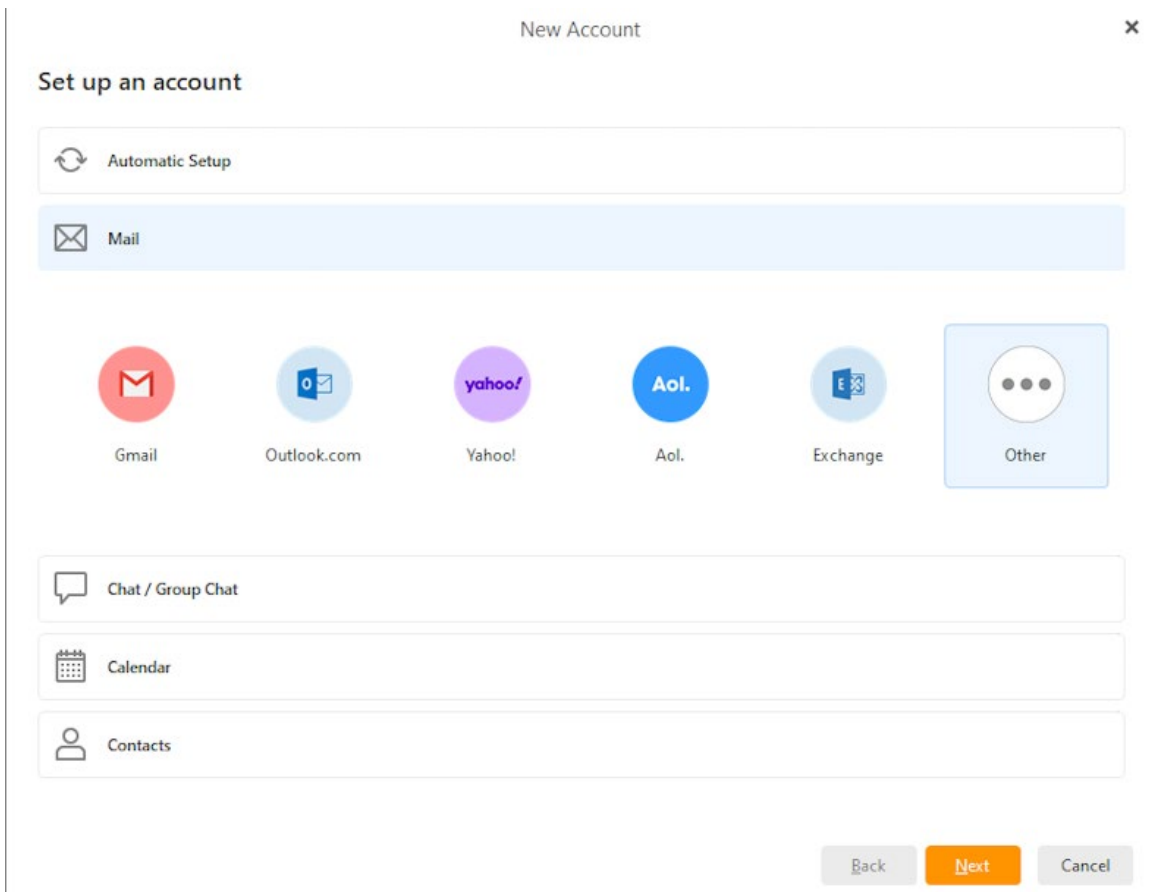 New Account
Set up an account
Automatic Setup
Mail
yahoo!
Aol.
Gmail
Outlook.com
Yahoo!
Aol.
Exchange
Other
Chat / Group Chat
Calendar
Contacts
Back
Next
Cancel